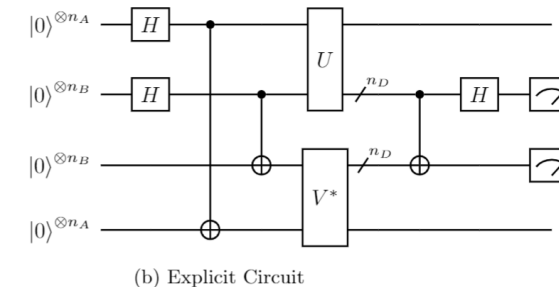 |0⟩^{⊗n_A} H
U
n_D
|0⟩^{⊗n_B} H H
|0⟩^{⊗n_B} n_D
V*
|0⟩^{⊗n_A}
(b) Explicit Circuit